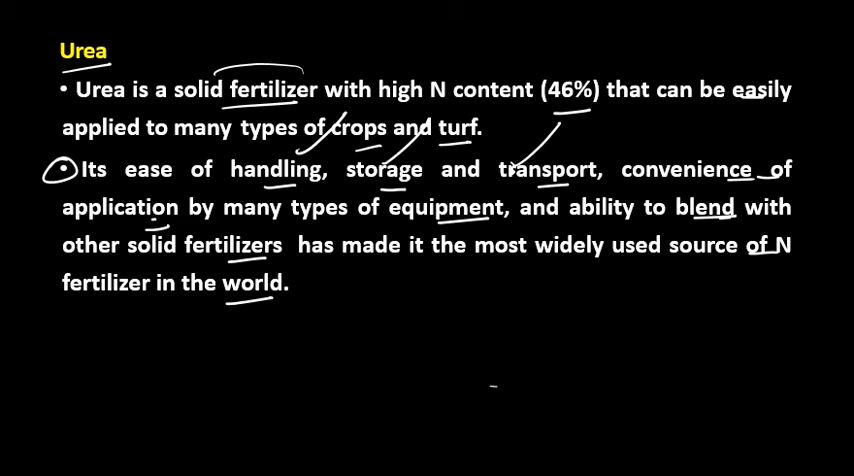 Urea
• Urea is a solid fertilizer with high N content (46%) that can be easily
applied to many types of crops and turf.
• Its ease of handling, storage and transport, convenience of
application by many types of equipment, and ability to blend with
other solid fertilizers has made it the most widely used source of N
fertilizer in the world.